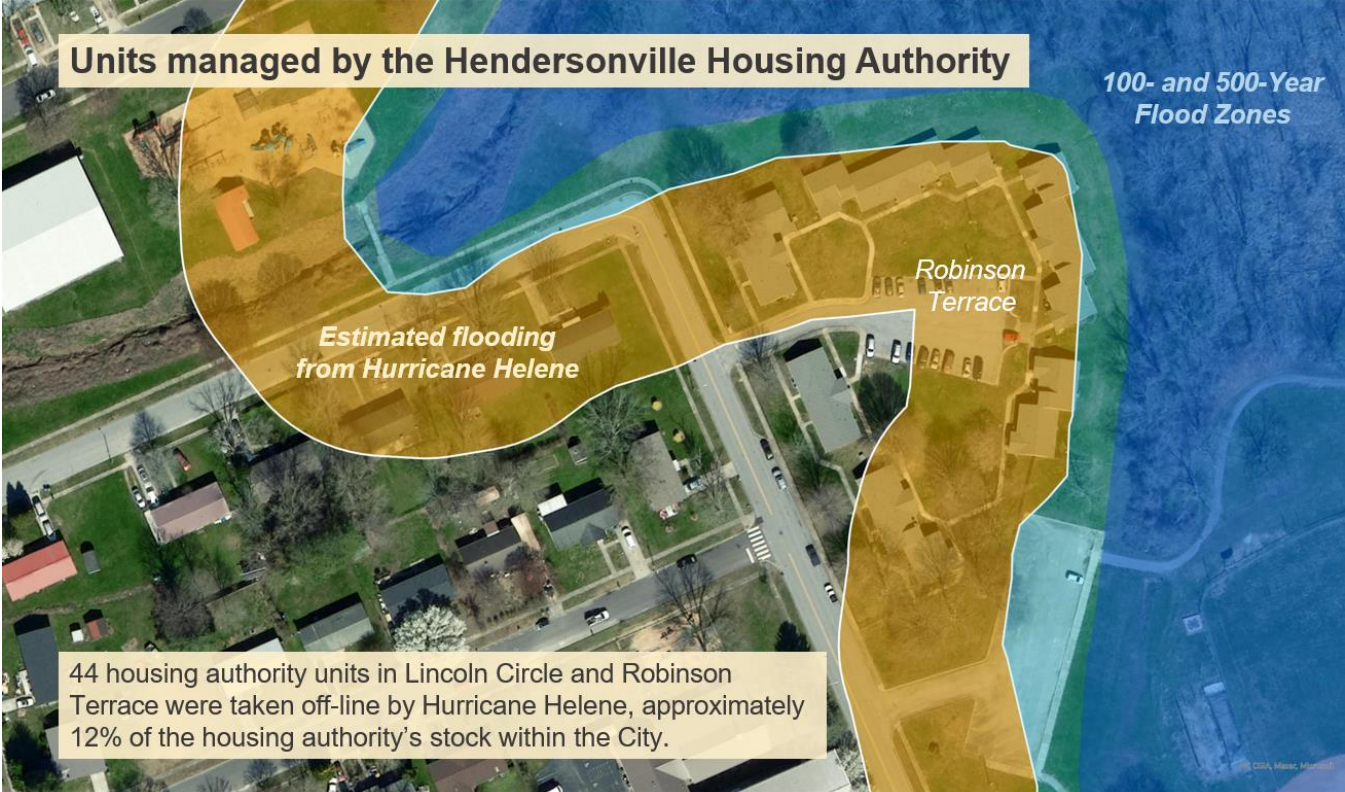 Units managed by the Hendersonville Housing Authority
100- and 500-Year
Flood Zones
Robinson
Terrace
Estimated flooding
from Hurricane Helene
44 housing authority units in Lincoln Circle and Robinson
Terrace were taken off-line by Hurricane Helene, approximately
12% of the housing authority's stock within the City.
Maxar, Microsoft